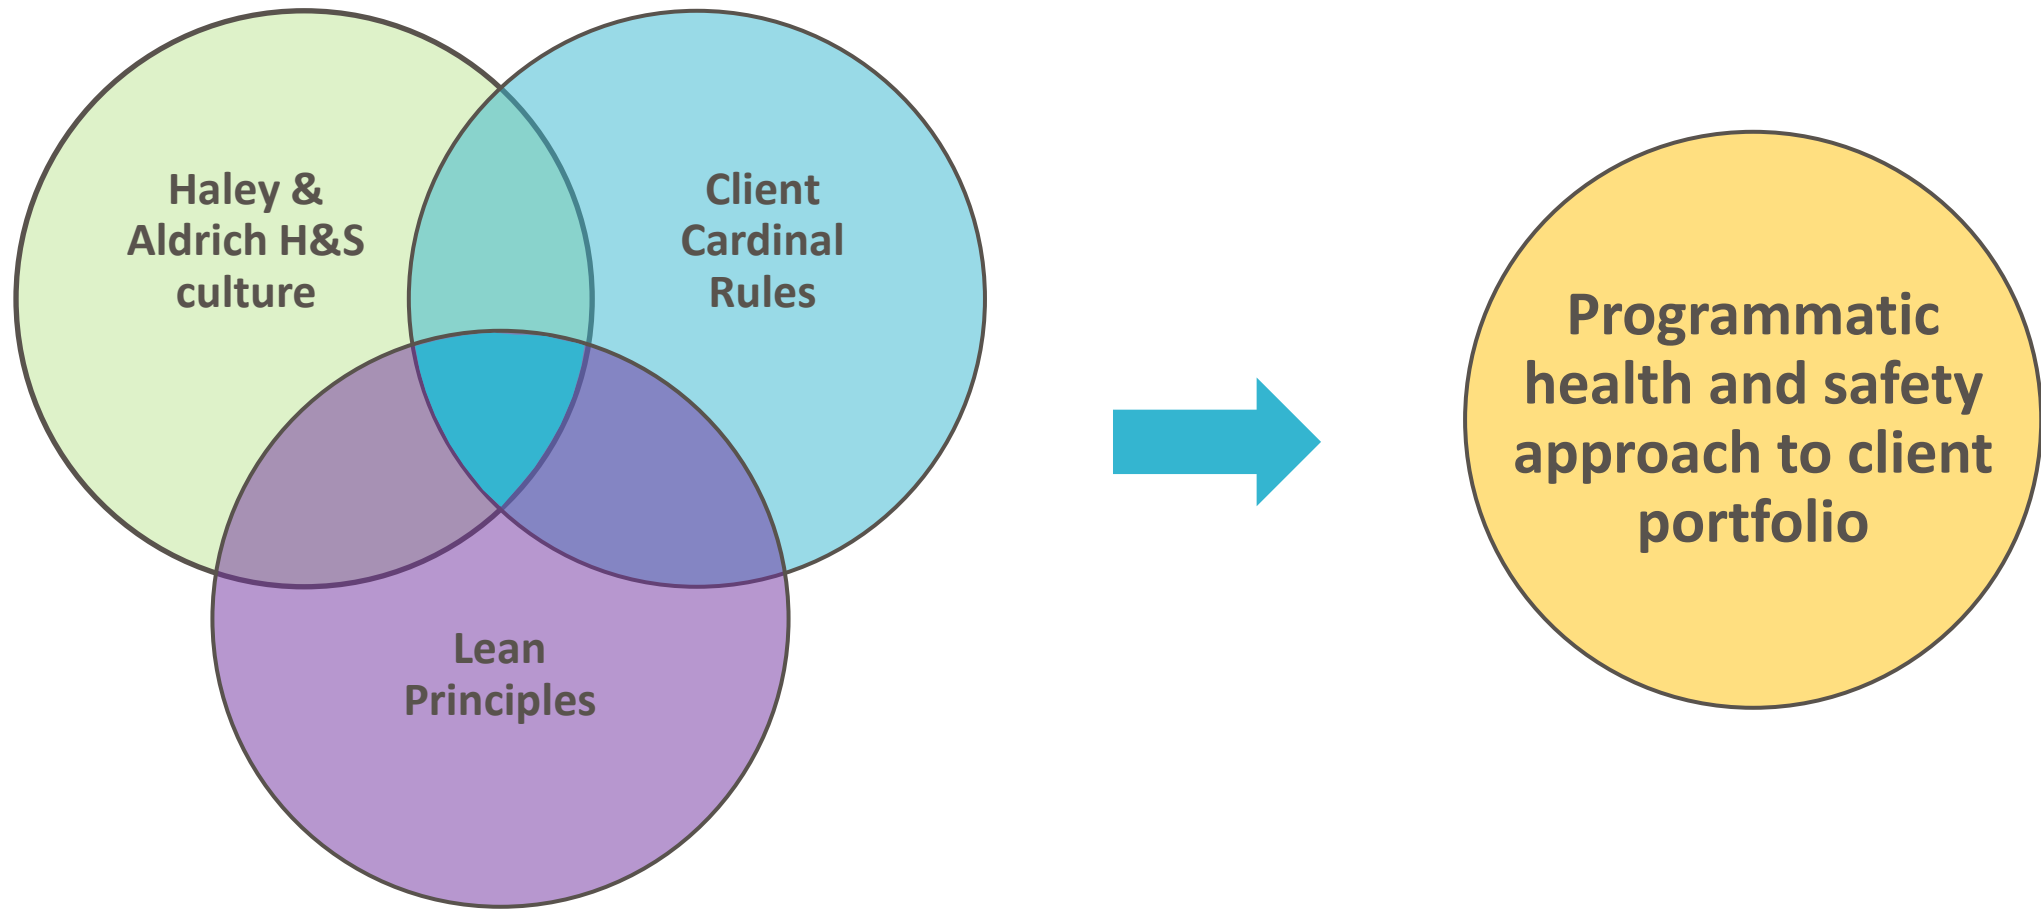 Haley &
Aldrich H&S
culture
Client
Cardinal
Rules
Lean
Principles
Programmatic
health and safety
approach to client
portfolio